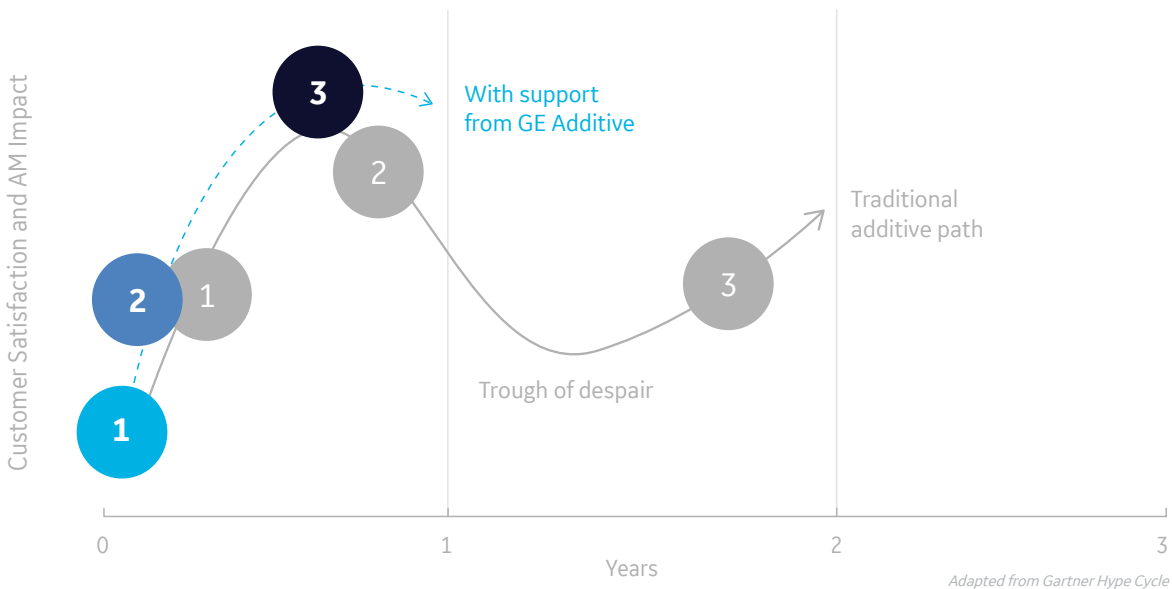 Customer Satisfaction and AM Impact
3
With support
from GE Additive
2
Traditional
additive path
2
1
3
Trough of despair
1
0
1
2
3
Years
Adapted from Gartner Hype Cycle